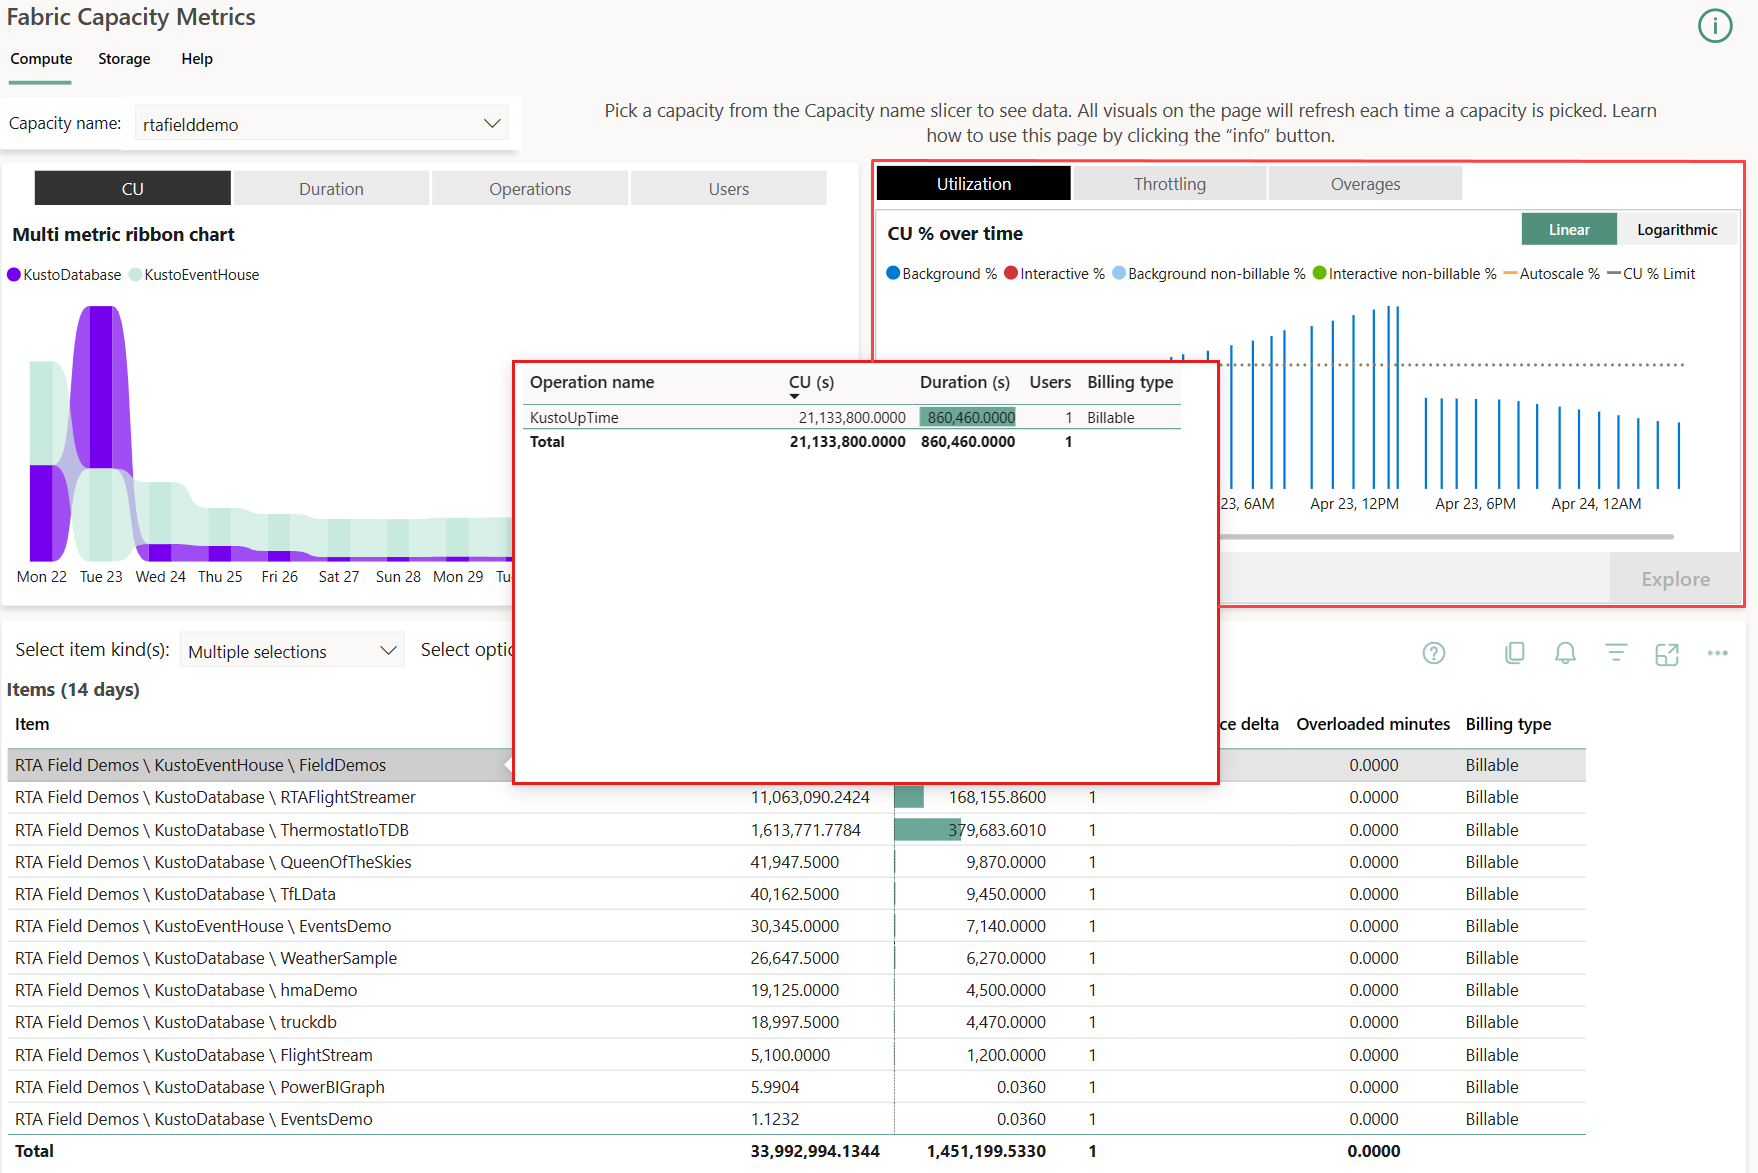 Fabric Capacity Metrics
Compute Storage Help
Capacity name: rtafielddemo
Pick a capacity from the Capacity name slicer to see data. All visuals on the page will refresh each time a capacity is picked. Learn
how to use this page by clicking the “info” button.
CU Duration Operations Users
Multi metric ribbon chart
KustoDatabase KustoEventHouse
Mon 22 Tue 23 Wed 24 Thu 25 Fri 26 Sat 27 Sun 28 Mon 29
Utilization Throttling Overages
CU % over time
Linear Logarithmic
Background % Interactive % Background non-billable % Interactive non-billable % Autoscale % CU % Limit
23, 6AM Apr 23, 12PM Apr 23, 6PM Apr 24, 12AM
Explore
Operation name CU (s) Duration (s) Users Billing type
KustoUpTime 21,133,800.0000 860,460.0000 1 Billable
Total 21,133,800.0000 860,460.0000 1
Select item kind(s): Multiple selections Select
Items (14 days)
Item delta Overloaded minutes Billing type
RTA Field Demos \ KustoEventHouse \ FieldDemos 0.0000 Billable
RTA Field Demos \ KustoDatabase \ RTAFlightStreamer 11,063,090.2424 168,155.8600 1 0.0000 Billable
RTA Field Demos \ KustoDatabase \ ThermostatIoTDB 1,613,771.7784 379,683.6010 1 0.0000 Billable
RTA Field Demos \ KustoDatabase \ QueenOfTheSkies 41,947.5000 9,870.0000 1 0.0000 Billable
RTA Field Demos \ KustoDatabase \ TfLData 40,162.5000 9,450.0000 1 0.0000 Billable
RTA Field Demos \ KustoEventHouse \ EventsDemo 30,345.0000 7,140.0000 1 0.0000 Billable
RTA Field Demos \ KustoDatabase \ WeatherSample 26,647.5000 6,270.0000 1 0.0000 Billable
RTA Field Demos \ KustoDatabase \ hmaDemo 19,125.0000 4,500.0000 1 0.0000 Billable
RTA Field Demos \ KustoDatabase \ truckdb 18,997.5000 4,470.0000 1 0.0000 Billable
RTA Field Demos \ KustoDatabase \ FlightStream 5,100.0000 1,200.0000 1 0.0000 Billable
RTA Field Demos \ KustoDatabase \ PowerBIGraph 5.9904 0.0360 1 0.0000 Billable
RTA Field Demos \ KustoDatabase \ EventsDemo 1.1232 0.0360 1 0.0000 Billable
Total 33,992,994.1344 1,451,199.5330 1 0.0000